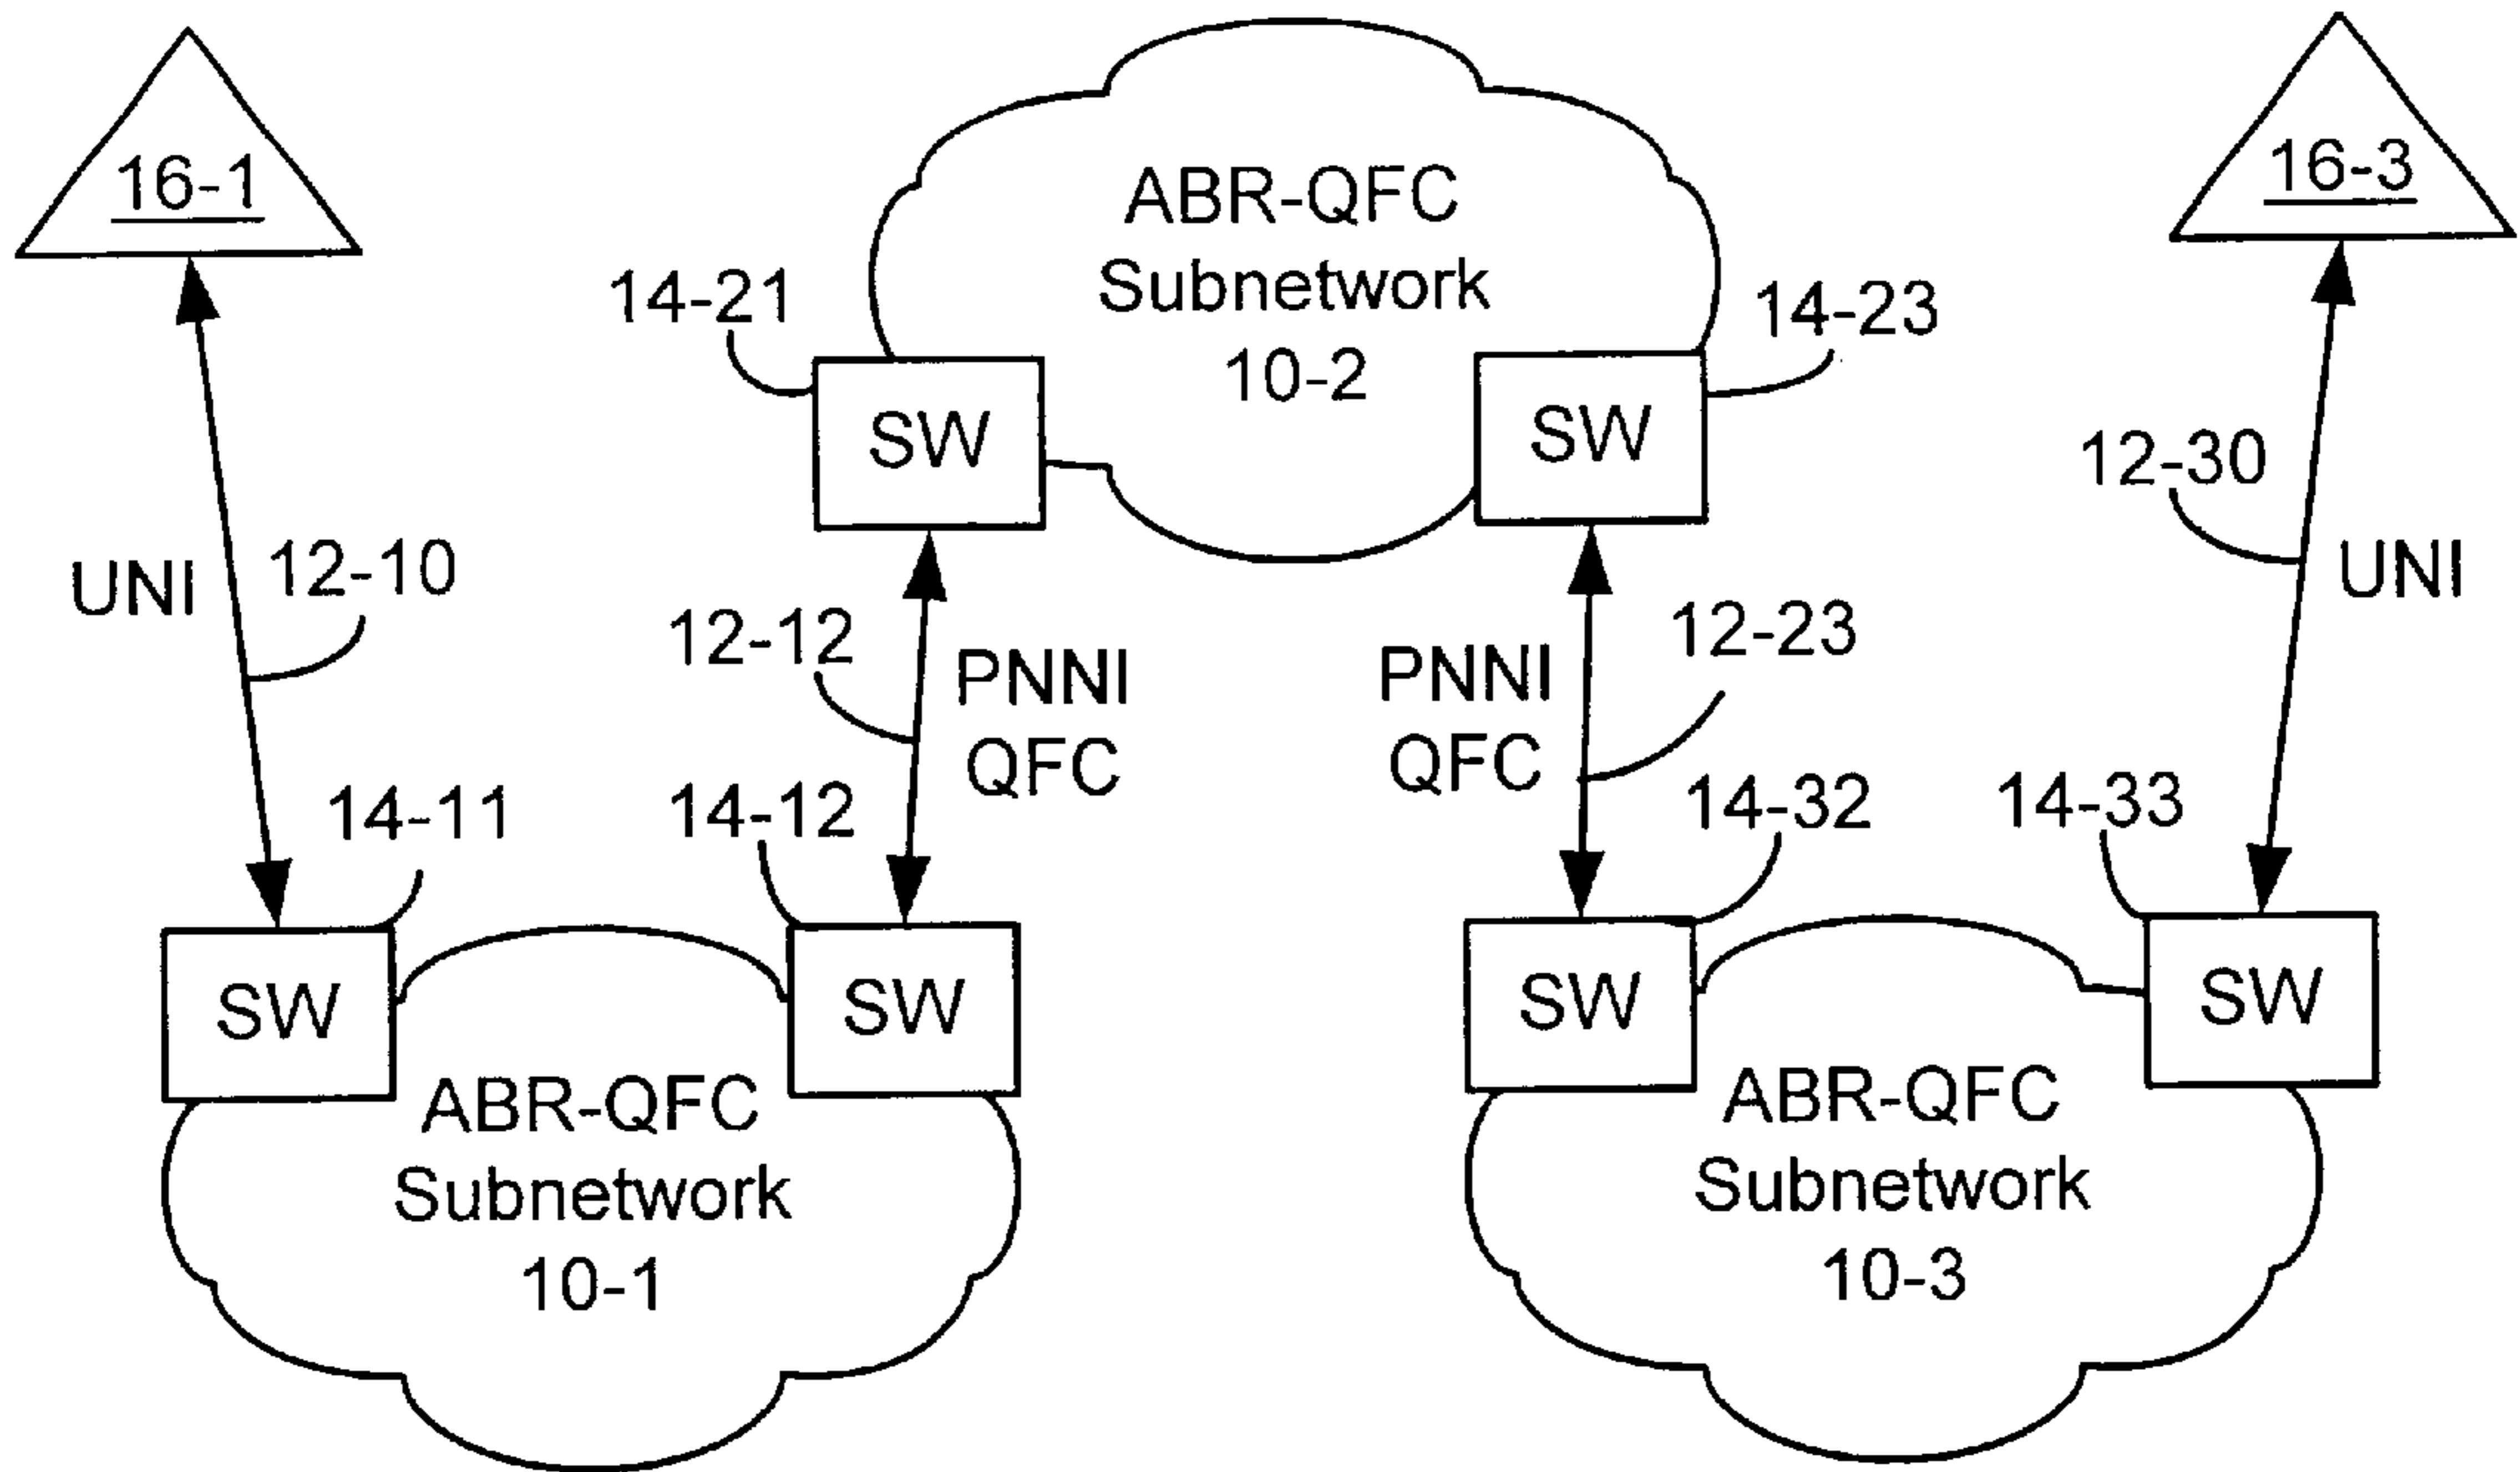 16-1
16-3
ABR-QFC
Subnetwork
10-2
14-21
14-23
SW
SW
12-30
UNI
12-10
UNI
12-12
12-23
PNNI
QFC
PNNI
QFC
14-11
14-12
14-32
14-33
SW
SW
SW
SW
ABR-QFC
Subnetwork
10-1
ABR-QFC
Subnetwork
10-3